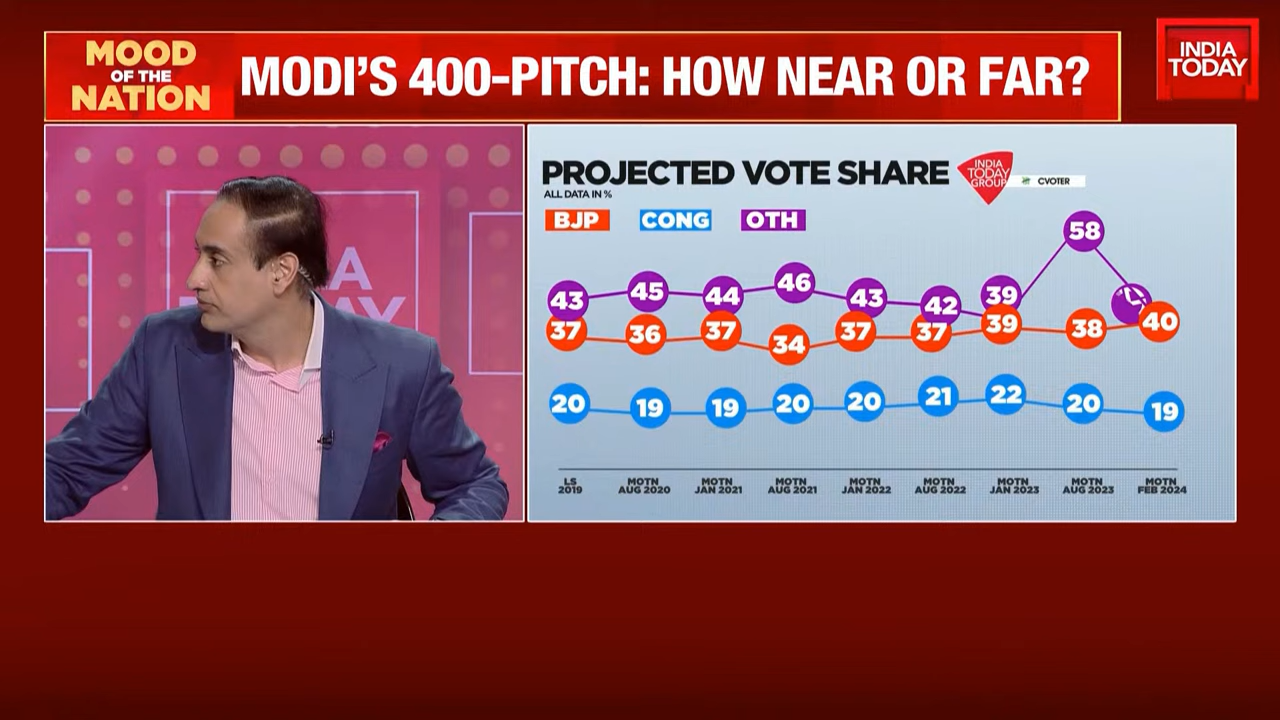 MOOD
OF THE
NATION
MODI'S 400-PITCH: HOW NEAR OR FAR?
INDIA
TODAY
PROJECTED VOTE SHARE
INDIA
TODAY
GROUP
CVOTER
ALL DATA IN %
BJP CONG OTH
58
43 45 44 46 43 42 39
37 36 37 34 37 37 39 38 40
20 19 19 20 20 21 22 20 19
LS
2019
MOTN
AUG 2020
MOTN
JAN 2021
MOTN
AUG 2021
MOTN
JAN 2022
MOTN
AUG 2022
MOTN
JAN 2023
MOTN
AUG 2023
MOTN
FEB 2024